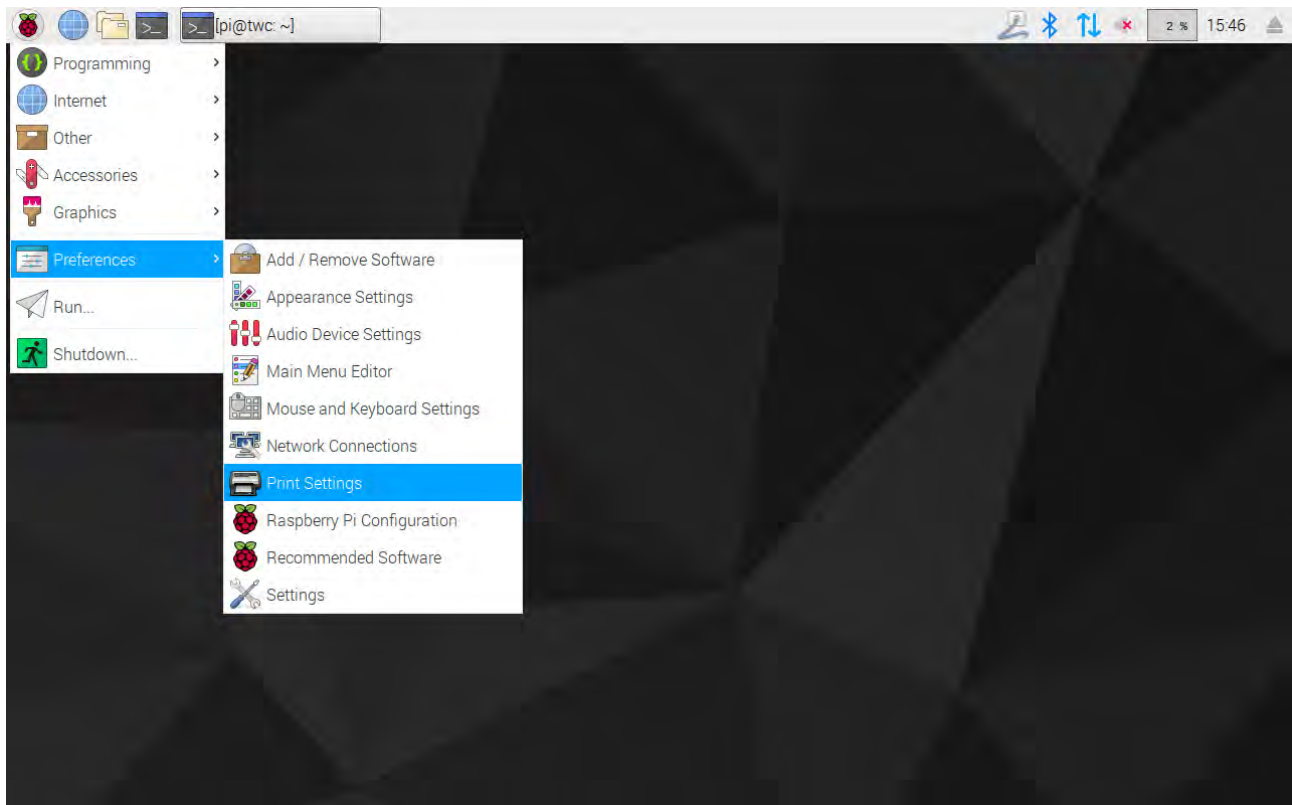 [pi@twc: ~]
2 %
15:46
Programming
Internet
Other
Accessories
Graphics
Preferences
Run...
Shutdown...
Add / Remove Software
Appearance Settings
Audio Device Settings
Main Menu Editor
Mouse and Keyboard Settings
Network Connections
Print Settings
Raspberry Pi Configuration
Recommended Software
Settings